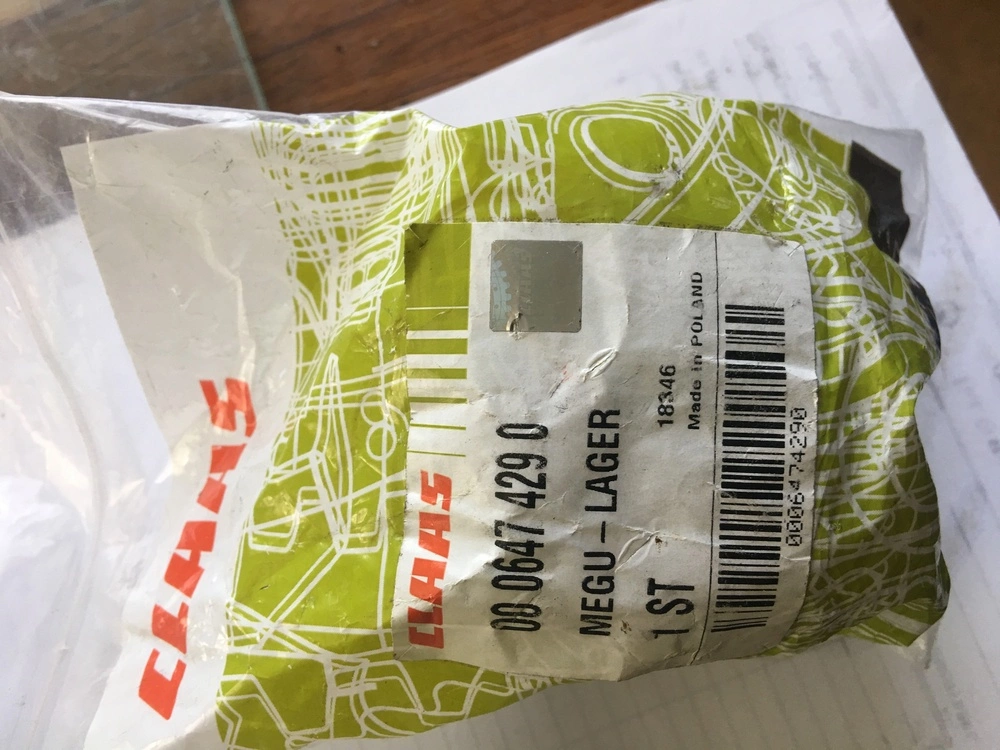 CLAAS
CLAAS
00 0647 429 0
MEGU-LAGER
1 ST
18346
Made in POLAND
0006474290